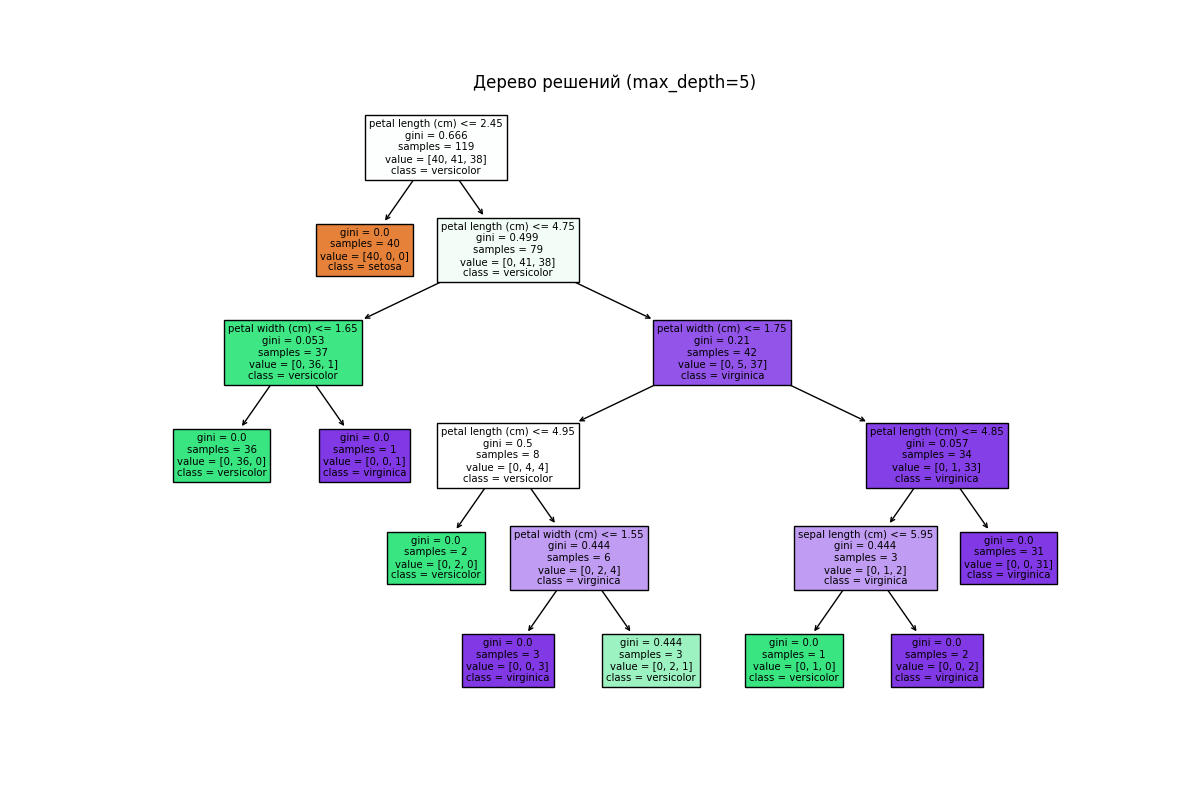 Дерево решений (max_depth=5)
petal length (cm) <= 2.45
gini = 0.666
samples = 119
value = [40, 41, 38]
class = versicolor
gini = 0.0
samples = 40
value = [40, 0, 0]
class = setosa
petal length (cm) <= 4.75
gini = 0.499
samples = 79
value = [0, 41, 38]
class = versicolor
petal width (cm) <= 1.65
gini = 0.053
samples = 37
value = [0, 36, 1]
class = versicolor
petal width (cm) <= 1.75
gini = 0.21
samples = 42
value = [0, 5, 37]
class = virginica
gini = 0.0
samples = 36
value = [0, 36, 0]
class = versicolor
gini = 0.0
samples = 1
value = [0, 0, 1]
class = virginica
petal length (cm) <= 4.95
gini = 0.5
samples = 8
value = [0, 4, 4]
class = versicolor
petal length (cm) <= 4.85
gini = 0.057
samples = 34
value = [0, 1, 33]
class = virginica
gini = 0.0
samples = 2
value = [0, 2, 0]
class = versicolor
petal width (cm) <= 1.55
gini = 0.444
samples = 6
value = [0, 2, 4]
class = virginica
sepal length (cm) <= 5.95
gini = 0.444
samples = 3
value = [0, 1, 2]
class = virginica
gini = 0.0
samples = 31
value = [0, 0, 31]
class = virginica
gini = 0.0
samples = 3
value = [0, 0, 3]
class = virginica
gini = 0.444
samples = 3
value = [0, 2, 1]
class = versicolor
gini = 0.0
samples = 1
value = [0, 1, 0]
class = versicolor
gini = 0.0
samples = 2
value = [0, 0, 2]
class = virginica